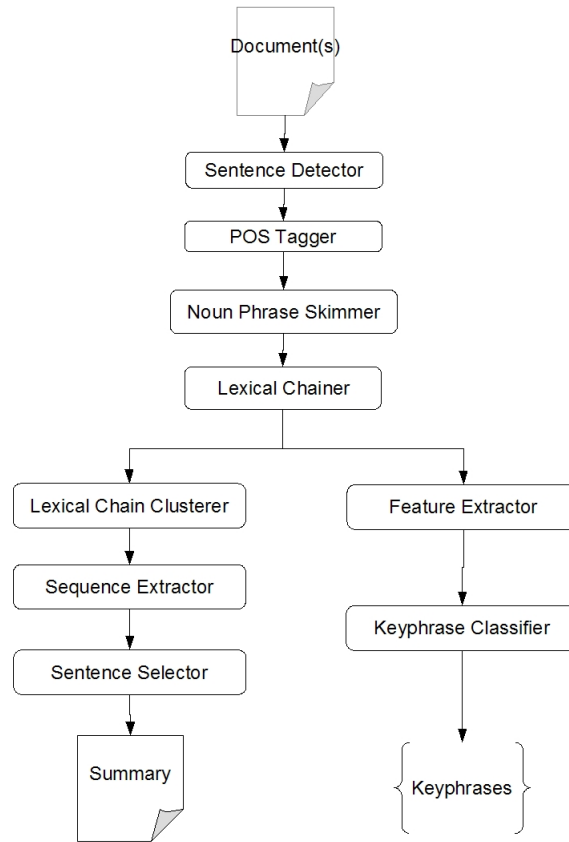 Document(s)
Sentence Detector
POS Tagger
Noun Phrase Skimmer
Lexical Chainer
Lexical Chain Clusterer
Feature Extractor
Sequence Extractor
Keyphrase Classifier
Sentence Selector
Summary
Keyphrases